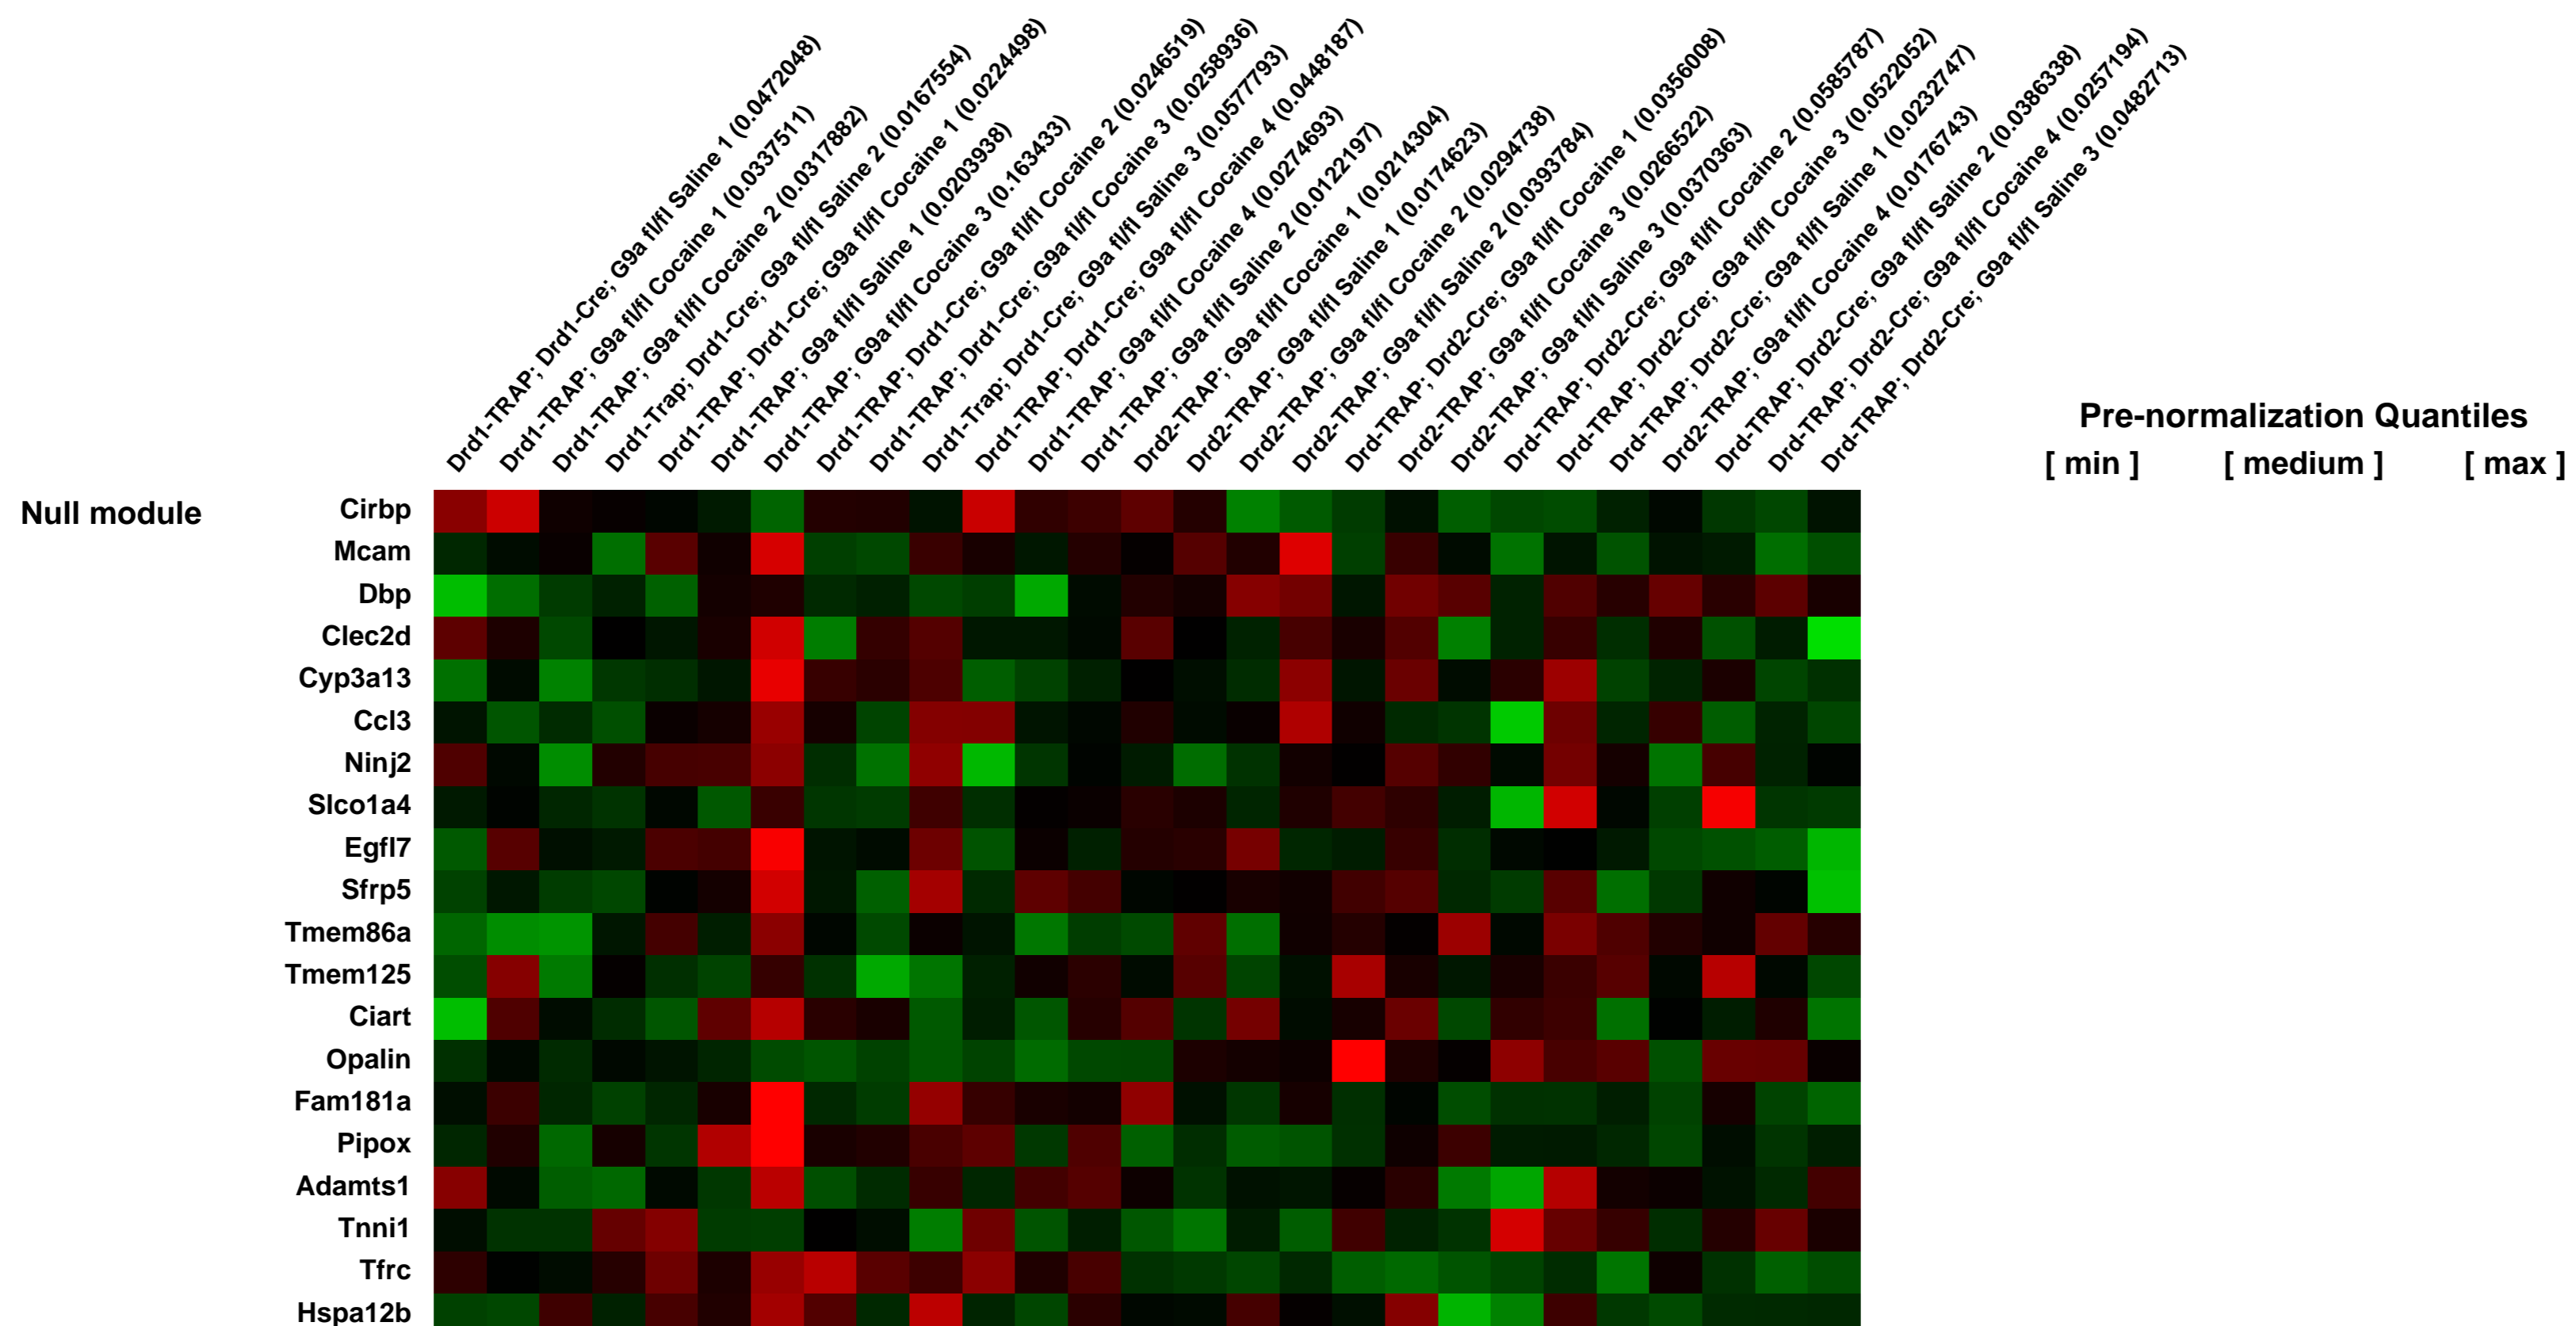 Drd1-TRAP; Drd1-Cre; G9a fl/fl Saline 1 (0.0472048)
Drd1-TRAP; G9a fl/fl Cocaine 1 (0.0337511)
Drd1-TRAP; G9a fl/fl Cocaine 2 (0.0317882)
Drd1-Trap; Drd1-Cre; G9a fl/fl Saline 2 (0.0167554)
Drd1-TRAP; Drd1-Cre; G9a fl/fl Cocaine 1 (0.0224498)
Drd1-TRAP; G9a fl/fl Saline 1 (0.0203938)
Drd1-TRAP; G9a fl/fl Cocaine 3 (0.163433)
Drd1-TRAP; Drd1-Cre; G9a fl/fl Cocaine 2 (0.0246519)
Drd1-TRAP; Drd1-Cre; G9a fl/fl Cocaine 3 (0.0258936)
Drd1-Trap; Drd1-Cre; G9a fl/fl Saline 3 (0.0577793)
Drd1-TRAP; Drd1-Cre; G9a fl/fl Cocaine 4 (0.0448187)
Drd1-TRAP; G9a fl/fl Cocaine 4 (0.0274693)
Drd1-TRAP; G9a fl/fl Saline 2 (0.0122197)
Drd2-TRAP; G9a fl/fl Cocaine 1 (0.0214304)
Drd2-TRAP; G9a fl/fl Saline 1 (0.0174623)
Drd2-TRAP; G9a fl/fl Cocaine 2 (0.0294738)
Drd2-TRAP; G9a fl/fl Saline 2 (0.0393784)
Drd-TRAP; Drd2-Cre; G9a fl/fl Cocaine 1 (0.0356008)
Drd2-TRAP; G9a fl/fl Cocaine 3 (0.0266522)
Drd2-TRAP; G9a fl/fl Saline 3 (0.0370363)
Drd-TRAP; Drd2-Cre; G9a fl/fl Cocaine 2 (0.0585787)
Drd-TRAP; Drd2-Cre; G9a fl/fl Cocaine 3 (0.0522052)
Drd-TRAP; Drd2-Cre; G9a fl/fl Saline 1 (0.0232747)
Drd2-TRAP; G9a fl/fl Cocaine 4 (0.0176743)
Drd-TRAP; Drd2-Cre; G9a fl/fl Saline 2 (0.0386338)
Drd-TRAP; Drd2-Cre; G9a fl/fl Cocaine 4 (0.0257194)
Drd-TRAP; Drd2-Cre; G9a fl/fl Saline 3 (0.0482713)
Pre-normalization Quantiles
[ min ] [ medium ] [ max ]
Null module
Cirbp
Mcam
Dbp
Clec2d
Cyp3a13
Ccl3
Ninj2
Slco1a4
Egfl7
Sfrp5
Tmem86a
Tmem125
Ciart
Opalin
Fam181a
Pipox
Adamts1
Tnni1
Tfrc
Hspa12b